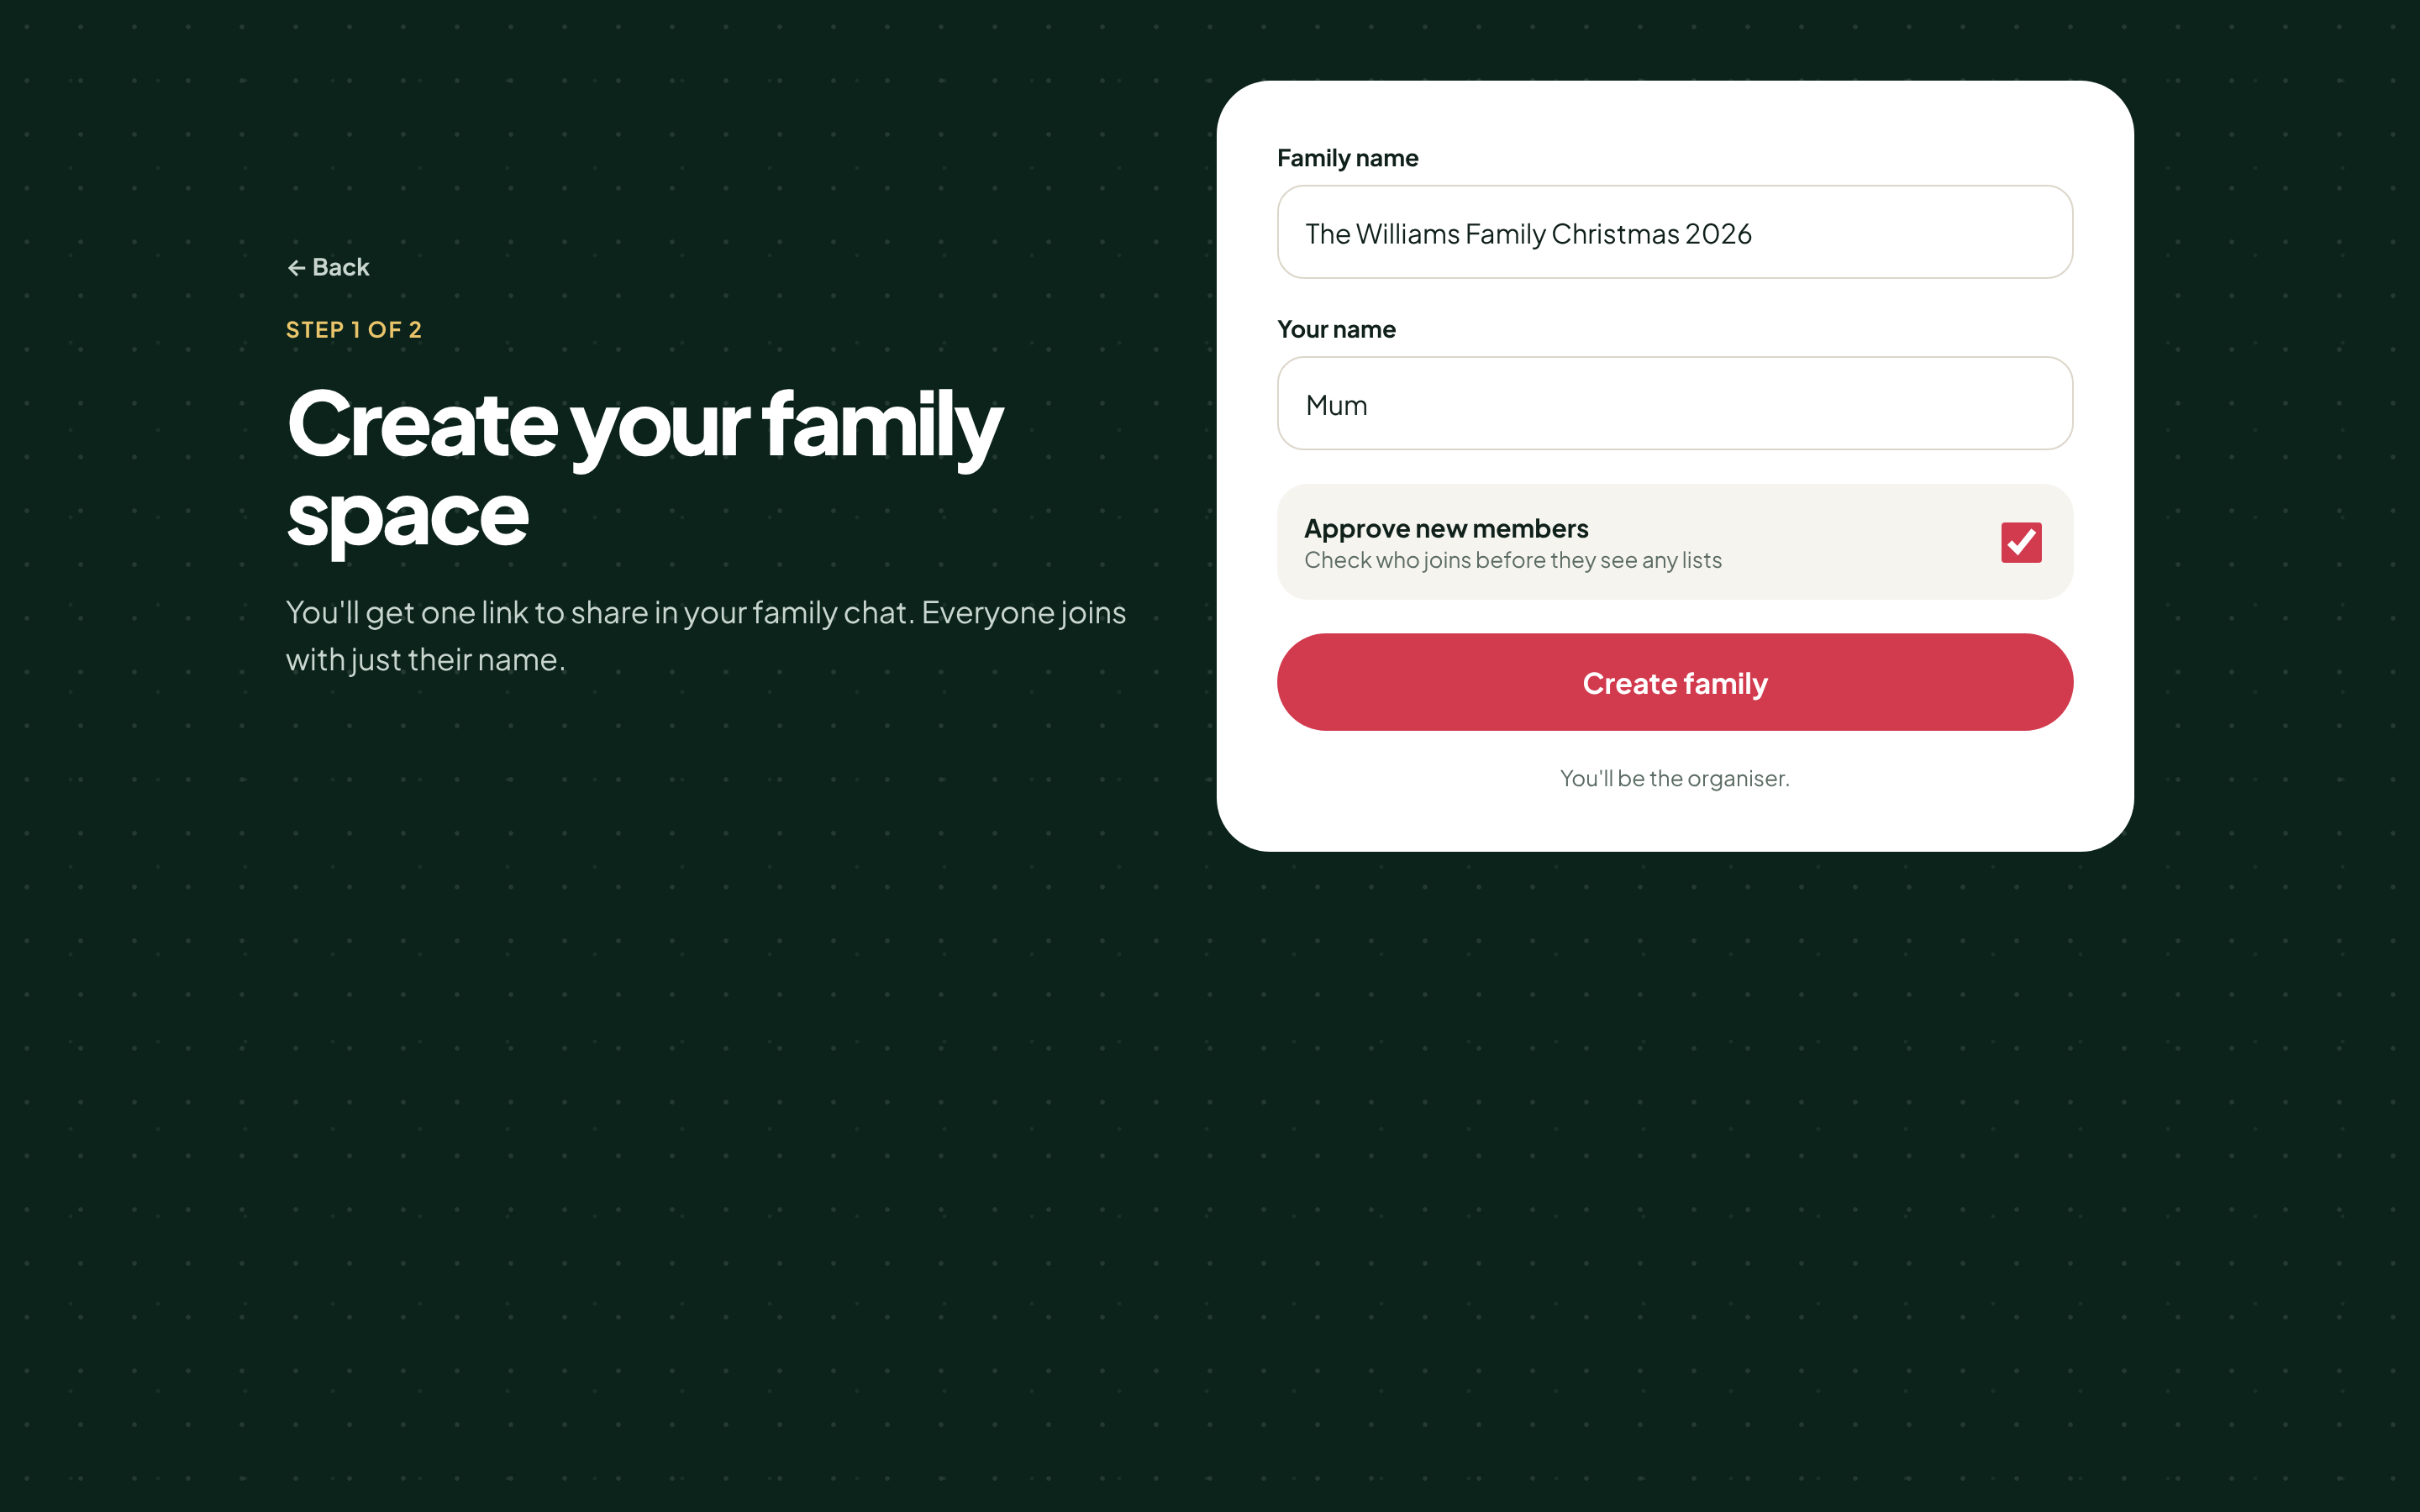 ← Back
STEP 1 OF 2
Create your family
space
You'll get one link to share in your family chat. Everyone joins
with just their name.
Family name
The Williams Family Christmas 2026
Your name
Mum
Approve new members
Check who joins before they see any lists
Create family
You'll be the organiser.